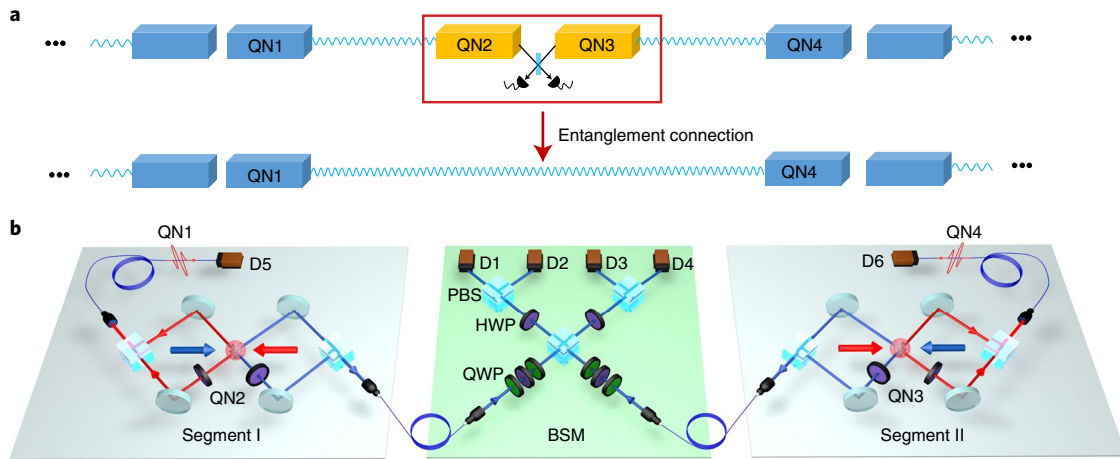 a
••• QN1 QN2 QN3 QN4 •••
Entanglement connection
••• QN1 QN4 •••
b
QN1 QN4
D5 D1 D2 D3 D4 D6
PBS
HWP
QWP
QN2 QN3
Segment I BSM Segment II